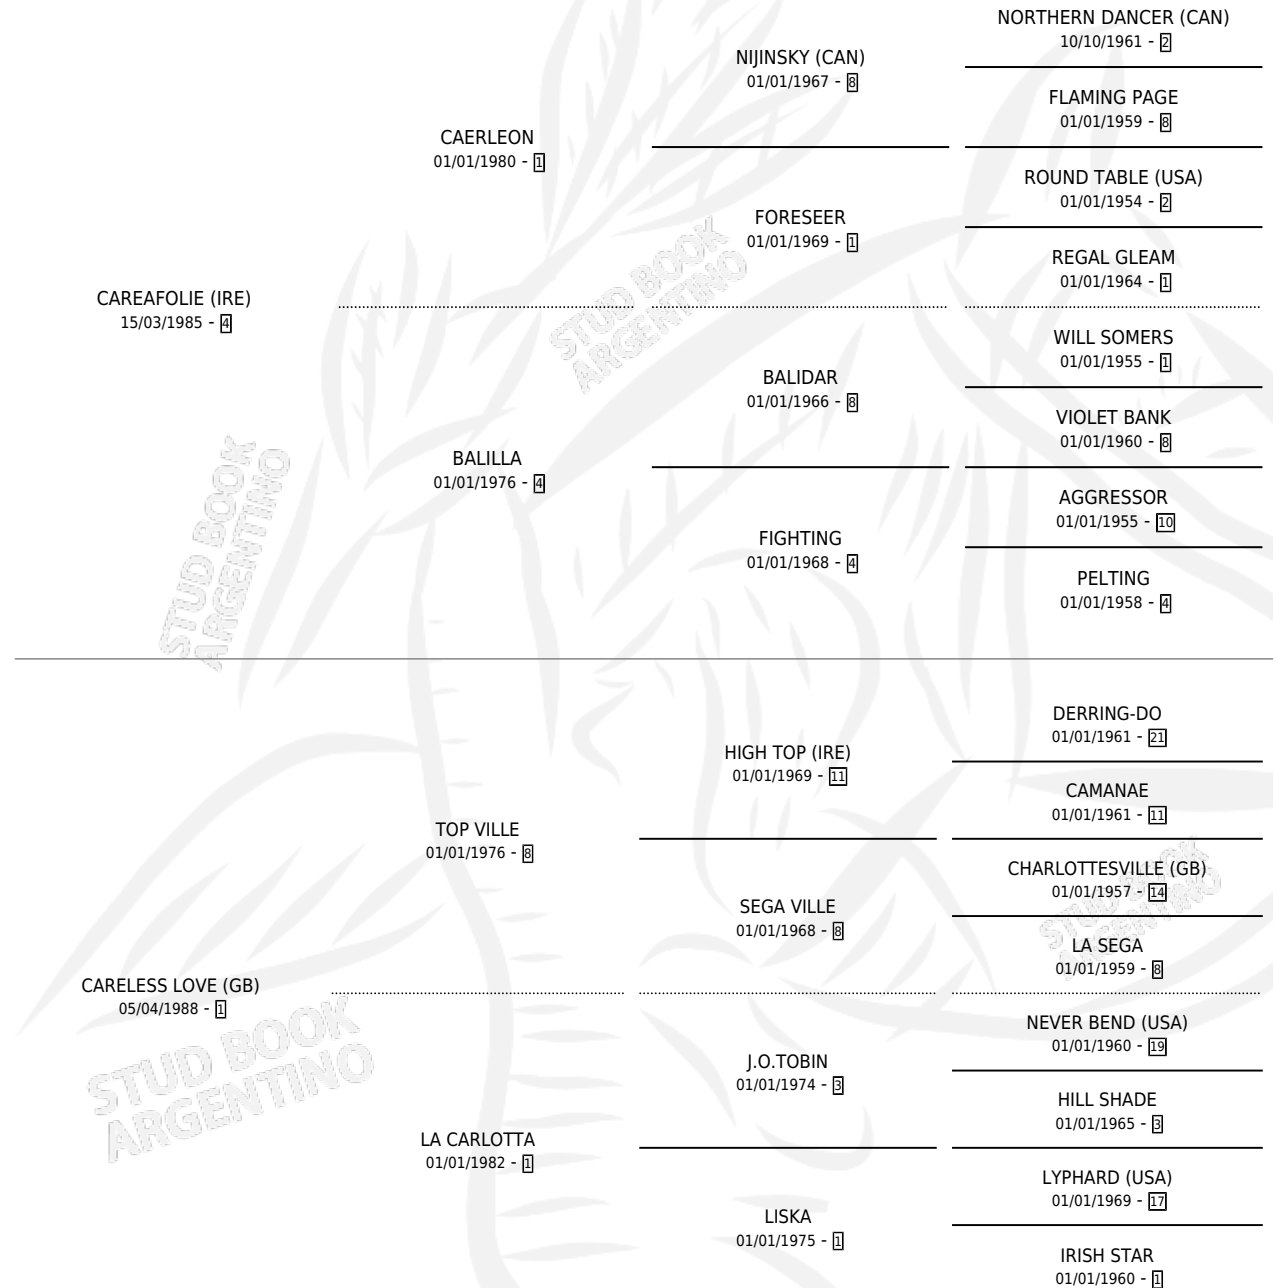 NORTHERN DANCER (CAN)
10/10/1961 - 2
NIJINSKY (CAN)
01/01/1967 - 8
FLAMING PAGE
01/01/1959 - 8
CAERLEON
01/01/1980 - 1
ROUND TABLE (USA)
01/01/1954 - 2
FORESEER
01/01/1969 - 1
REGAL GLEAM
01/01/1964 - 1
CAREAFOLIE (IRE)
15/03/1985 - 4
STUD BOOK
ARGENTINO
WILL SOMERS
01/01/1955 - 1
BALIDAR
01/01/1966 - 8
VIOLET BANK
01/01/1960 - 8
BALILLA
01/01/1976 - 4
AGGRESSOR
01/01/1955 - 10
FIGHTING
01/01/1968 - 4
PELTING
01/01/1958 - 4
STUD BOOK
ARGENTINO
DERRING-DO
01/01/1961 - 21
HIGH TOP (IRE)
01/01/1969 - 11
CAMANAE
01/01/1961 - 11
TOP VILLE
01/01/1976 - 8
CHARLOTTESVILLE (GB)
01/01/1957 - 14
SEGA VILLE
01/01/1968 - 8
STUD BOOK
ARGENTINO
LA SEGA
01/01/1959 - 8
CARELESS LOVE (GB)
05/04/1988 - 1
STUD BOOK
ARGENTINO
NEVER BEND (USA)
01/01/1960 - 19
J.O.TOBIN
01/01/1974 - 3
HILL SHADE
01/01/1965 - 3
LA CARLOTTA
01/01/1982 - 1
LYPHARD (USA)
01/01/1969 - 17
LISKA
01/01/1975 - 1
IRISH STAR
01/01/1960 - 1